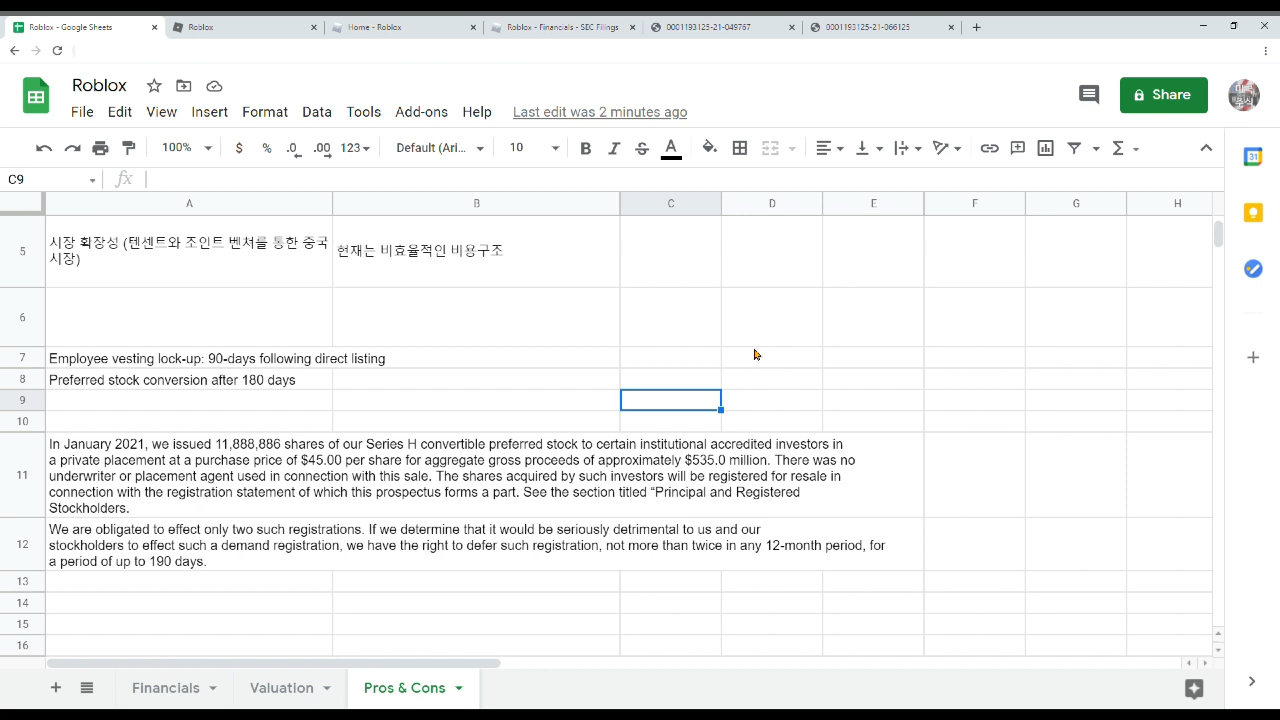 Roblox - Google Sheets
Roblox
Home - Roblox
Roblox - Financials - SEC Filings
0001193125-21-049767
0001193125-21-066125
Roblox
File Edit View Insert Format Data Tools Add-ons Help Last edit was 2 minutes ago
Share
100% $ % .0 .00 123 Default (Ari... 10 B I S A
C9 fx
A B C D E F G H
5 시장 확장성 (텐센트와 조인트 벤쳐를 통한 중국 시장) 현재는 비효율적인 비용구조
6
7 Employee vesting lock-up: 90-days following direct listing
8 Preferred stock conversion after 180 days
9
10
11 In January 2021, we issued 11,888,886 shares of our Series H convertible preferred stock to certain institutional accredited investors in
a private placement at a purchase price of $45.00 per share for aggregate gross proceeds of approximately $535.0 million. There was no
underwriter or placement agent used in connection with this sale. The shares acquired by such investors will be registered for resale in
connection with the registration statement of which this prospectus forms a part. See the section titled “Principal and Registered
Stockholders.
12 We are obligated to effect only two such registrations. If we determine that it would be seriously detrimental to us and our
stockholders to effect such a demand registration, we have the right to defer such registration, not more than twice in any 12-month period, for
a period of up to 190 days.
13
14
15
16
Financials Valuation Pros & Cons
31